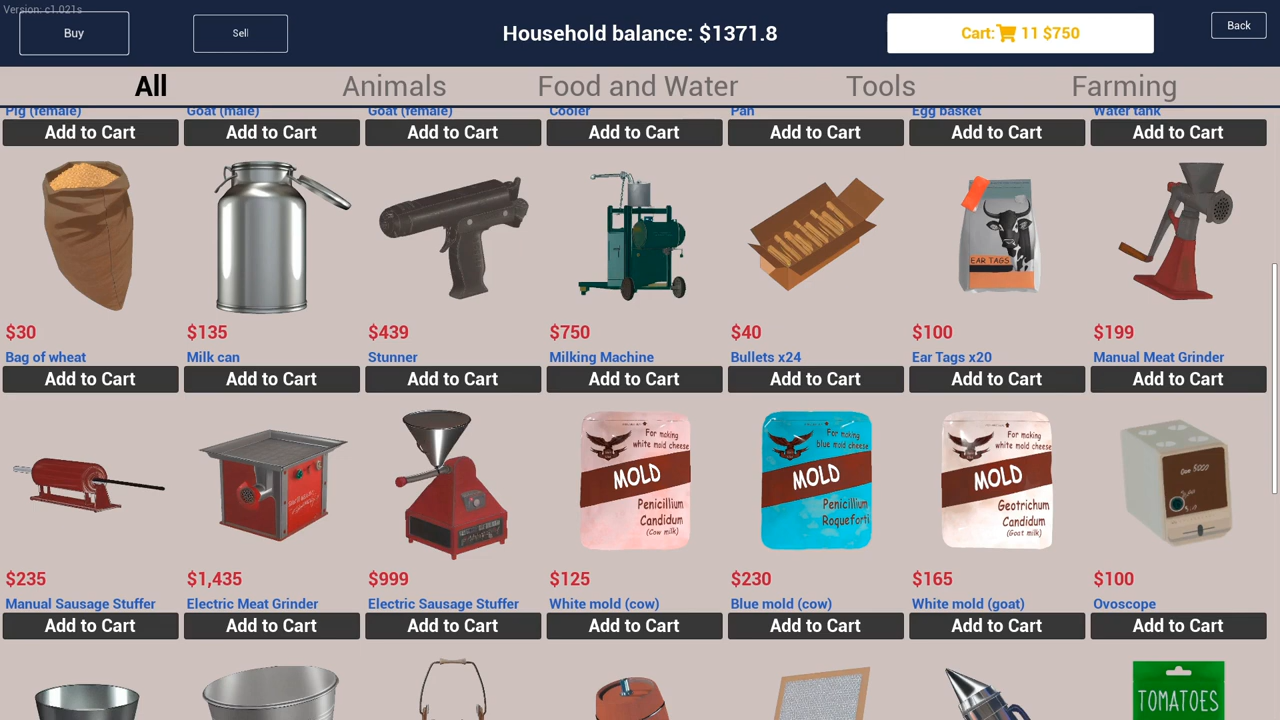 Version: c1.021s
Buy
Sell
Household balance: $1371.8
Cart: 11 $750
Back
All
Animals
Food and Water
Tools
Farming
Pig (female)
Goat (male)
Goat (female)
Cooler
Pan
Egg basket
Water tank
Add to Cart
Add to Cart
Add to Cart
Add to Cart
Add to Cart
Add to Cart
Add to Cart
EAR TAGS
$30
$135
$439
$750
$40
$100
$199
Bag of wheat
Milk can
Stunner
Milking Machine
Bullets x24
Ear Tags x20
Manual Meat Grinder
Add to Cart
Add to Cart
Add to Cart
Add to Cart
Add to Cart
Add to Cart
Add to Cart
For making
white mold cheese
MOLD
Penicillium
Candidum
(Cow milk)
For making
blue mold cheese
MOLD
Penicillium
Roqueforti
For making
white mold cheese
MOLD
Geotrichum
Candidum
(Goat milk)
$235
$1,435
$999
$125
$230
$165
$100
Manual Sausage Stuffer
Electric Meat Grinder
Electric Sausage Stuffer
White mold (cow)
Blue mold (cow)
White mold (goat)
Ovoscope
Add to Cart
Add to Cart
Add to Cart
Add to Cart
Add to Cart
Add to Cart
Add to Cart
TOMATOES